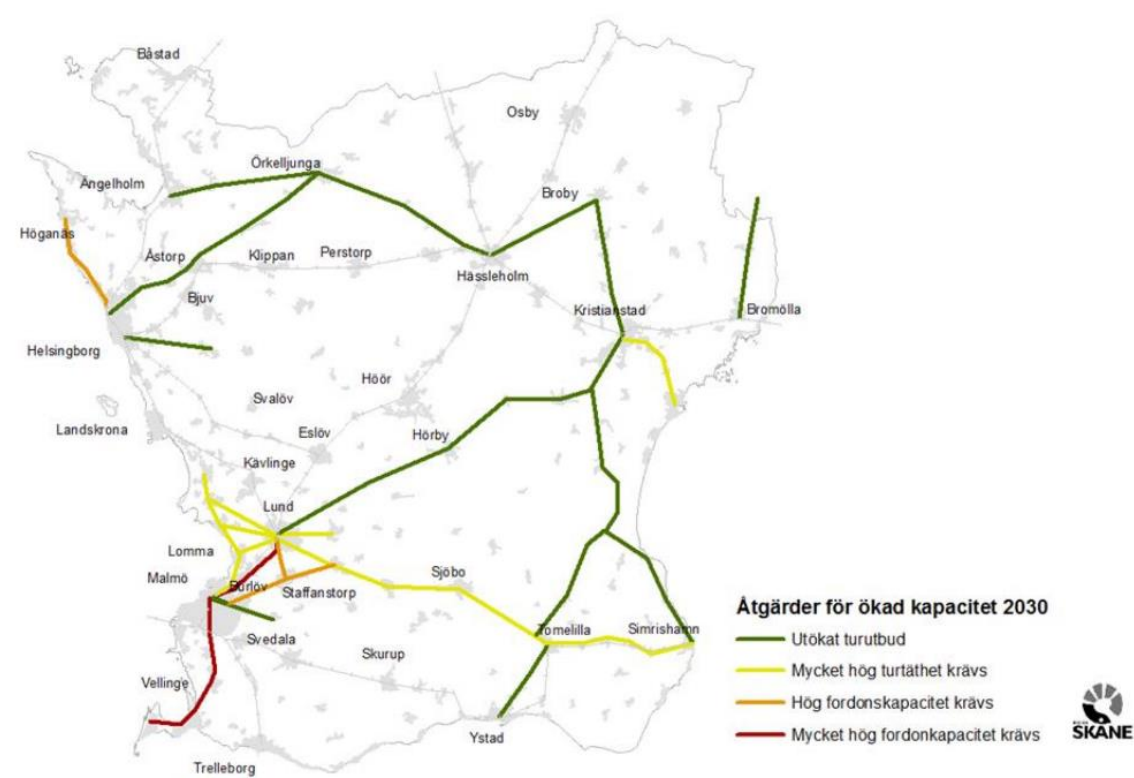 Båstad
Osby
Örkelljunga
Ängelholm
Broby
Höganäs
Åstorp
Klippan
Perstorp
Hässleholm
Bjuv
Kristianstad
Bromölla
Helsingborg
Höör
Svalöv
Landskrona
Eslöv
Hörby
Kävlinge
Lund
Lomma
Malmö
Burlöv
Staffanstorp
Sjöbo
Svedala
Tomelilla
Simrishamn
Skurup
Vellinge
Ystad
Trelleborg
Åtgärder för ökad kapacitet 2030
Utökat turutbud
Mycket hög turtäthet krävs
Hög fordonskapacitet krävs
Mycket hög fordonkapacitet krävs
SKÅNE